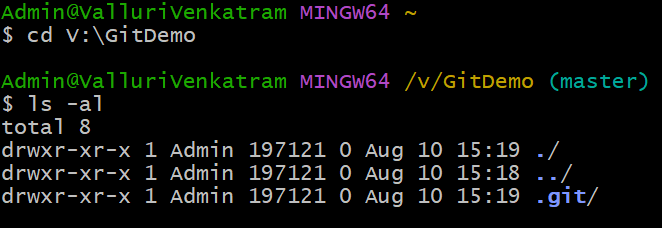 Admin@ValluriVenkatram MINGW64 ~
$ cd V:\GitDemo
Admin@ValluriVenkatram MINGW64 /v/GitDemo (master)
$ ls -al
total 8
drwxr-xr-x 1 Admin 197121 0 Aug 10 15:19 ./
drwxr-xr-x 1 Admin 197121 0 Aug 10 15:18 ../
drwxr-xr-x 1 Admin 197121 0 Aug 10 15:19 .git/